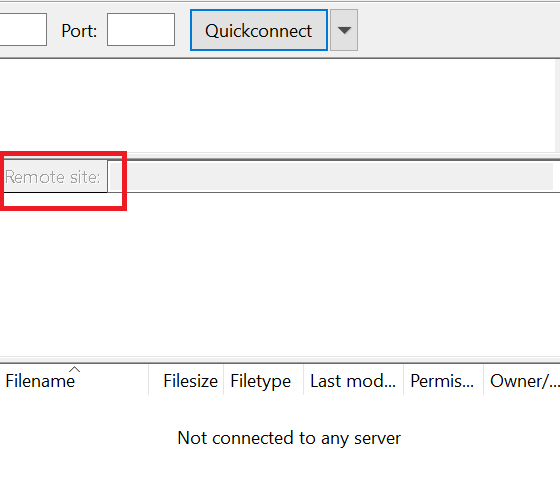 Port: Quickconnect
Remote site:
Filename Filesize Filetype Last mod... Permis... Owner/...
Not connected to any server